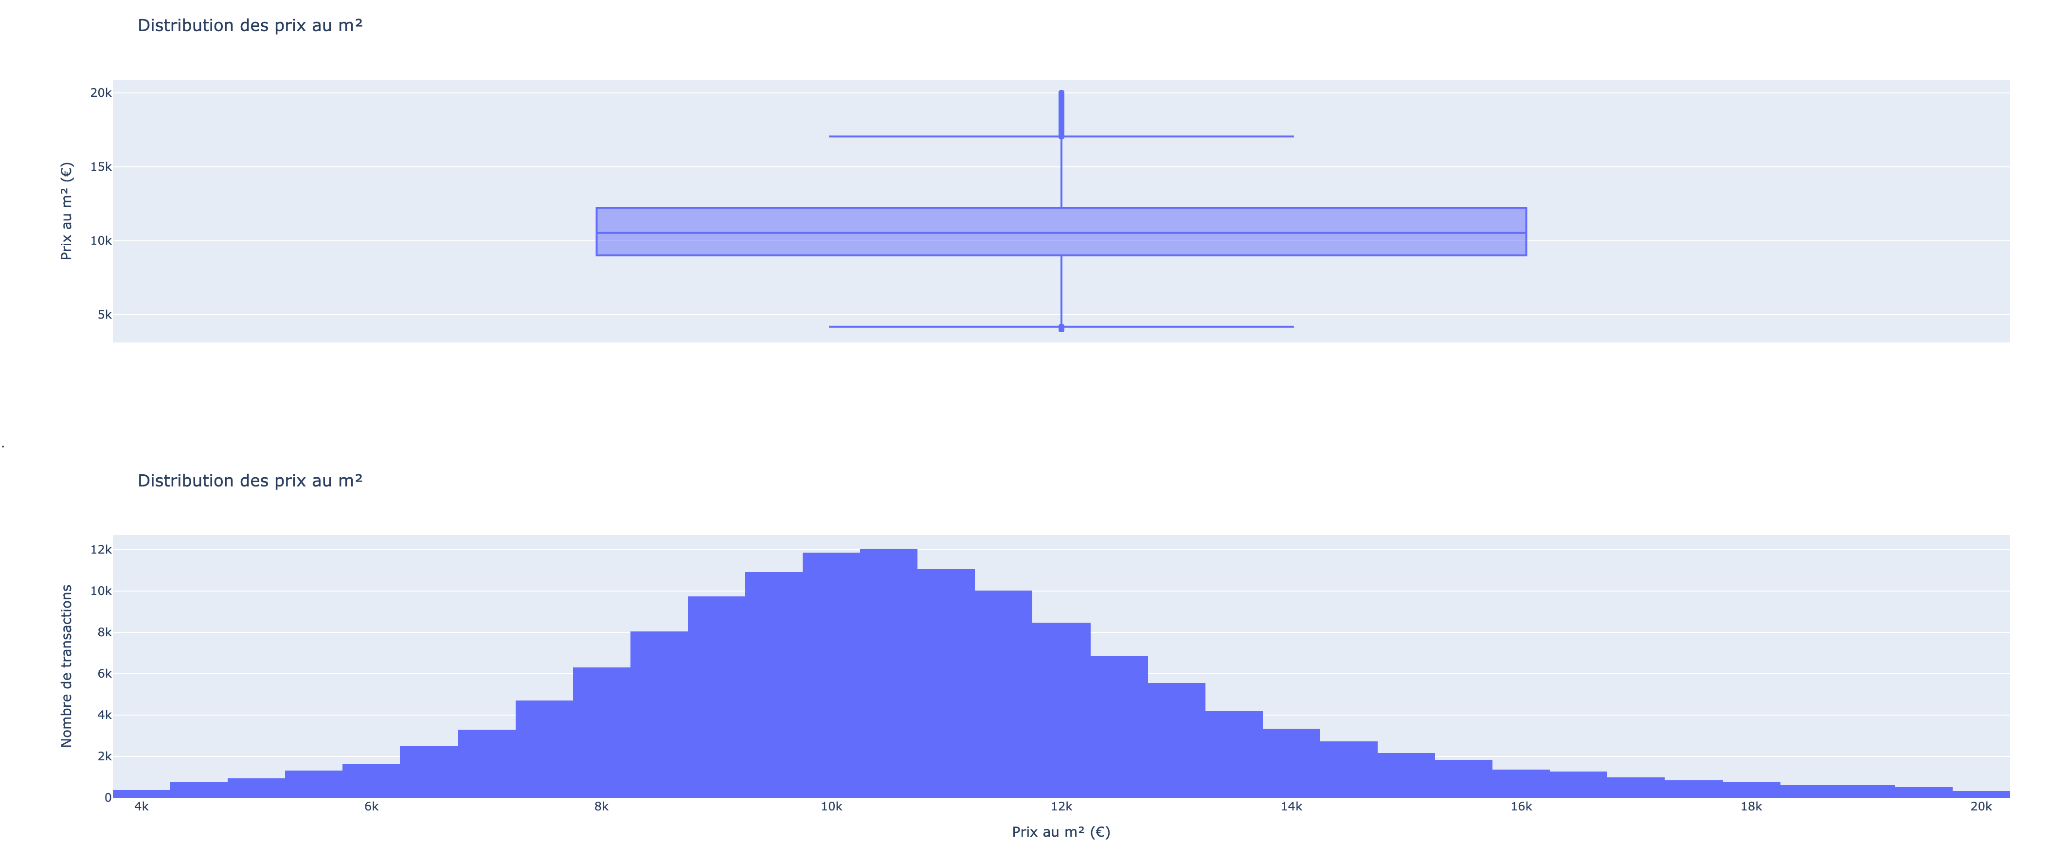 Distribution des prix au m²
20k
15k
10k
5k
Prix au m² (€)
.
Distribution des prix au m²
12k
10k
8k
6k
4k
2k
0
Nombre de transactions
4k 6k 8k 10k 12k 14k 16k 18k 20k
Prix au m² (€)